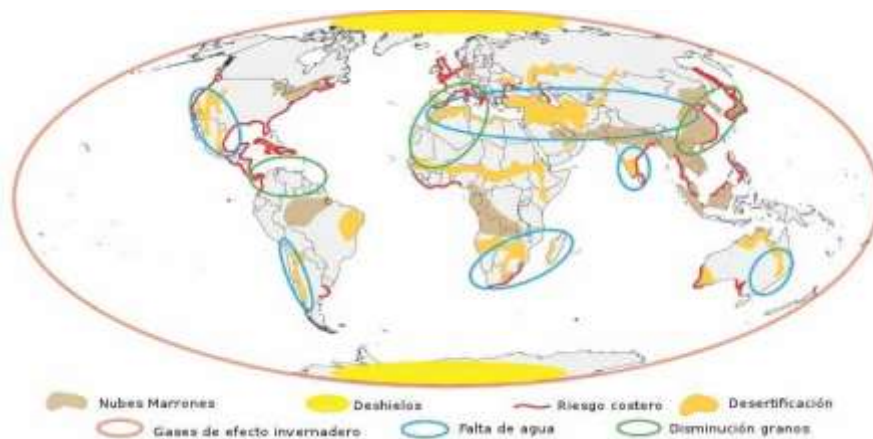 Nubes Marrones Deshielos Riesgo costero Desertificación
Gases de efecto invernadero Falta de agua Disminución granos